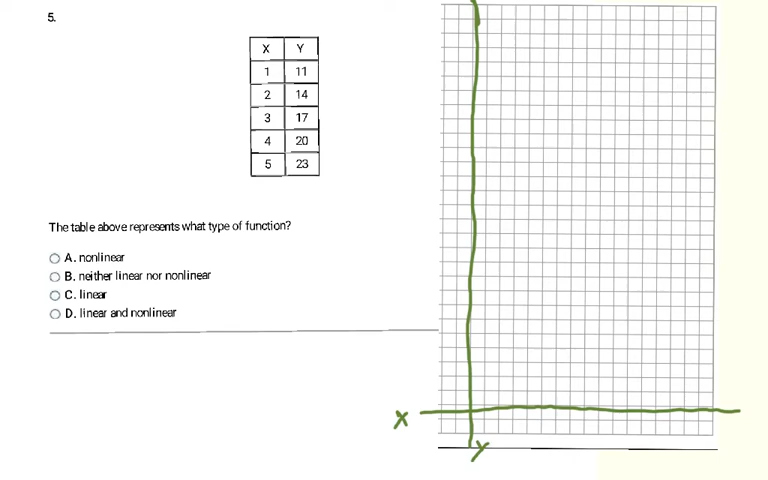 5.
X Y
1 11
2 14
3 17
4 20
5 23
The table above represents what type of function?
A. nonlinear
B. neither linear nor nonlinear
C. linear
D. linear and nonlinear
X
Y